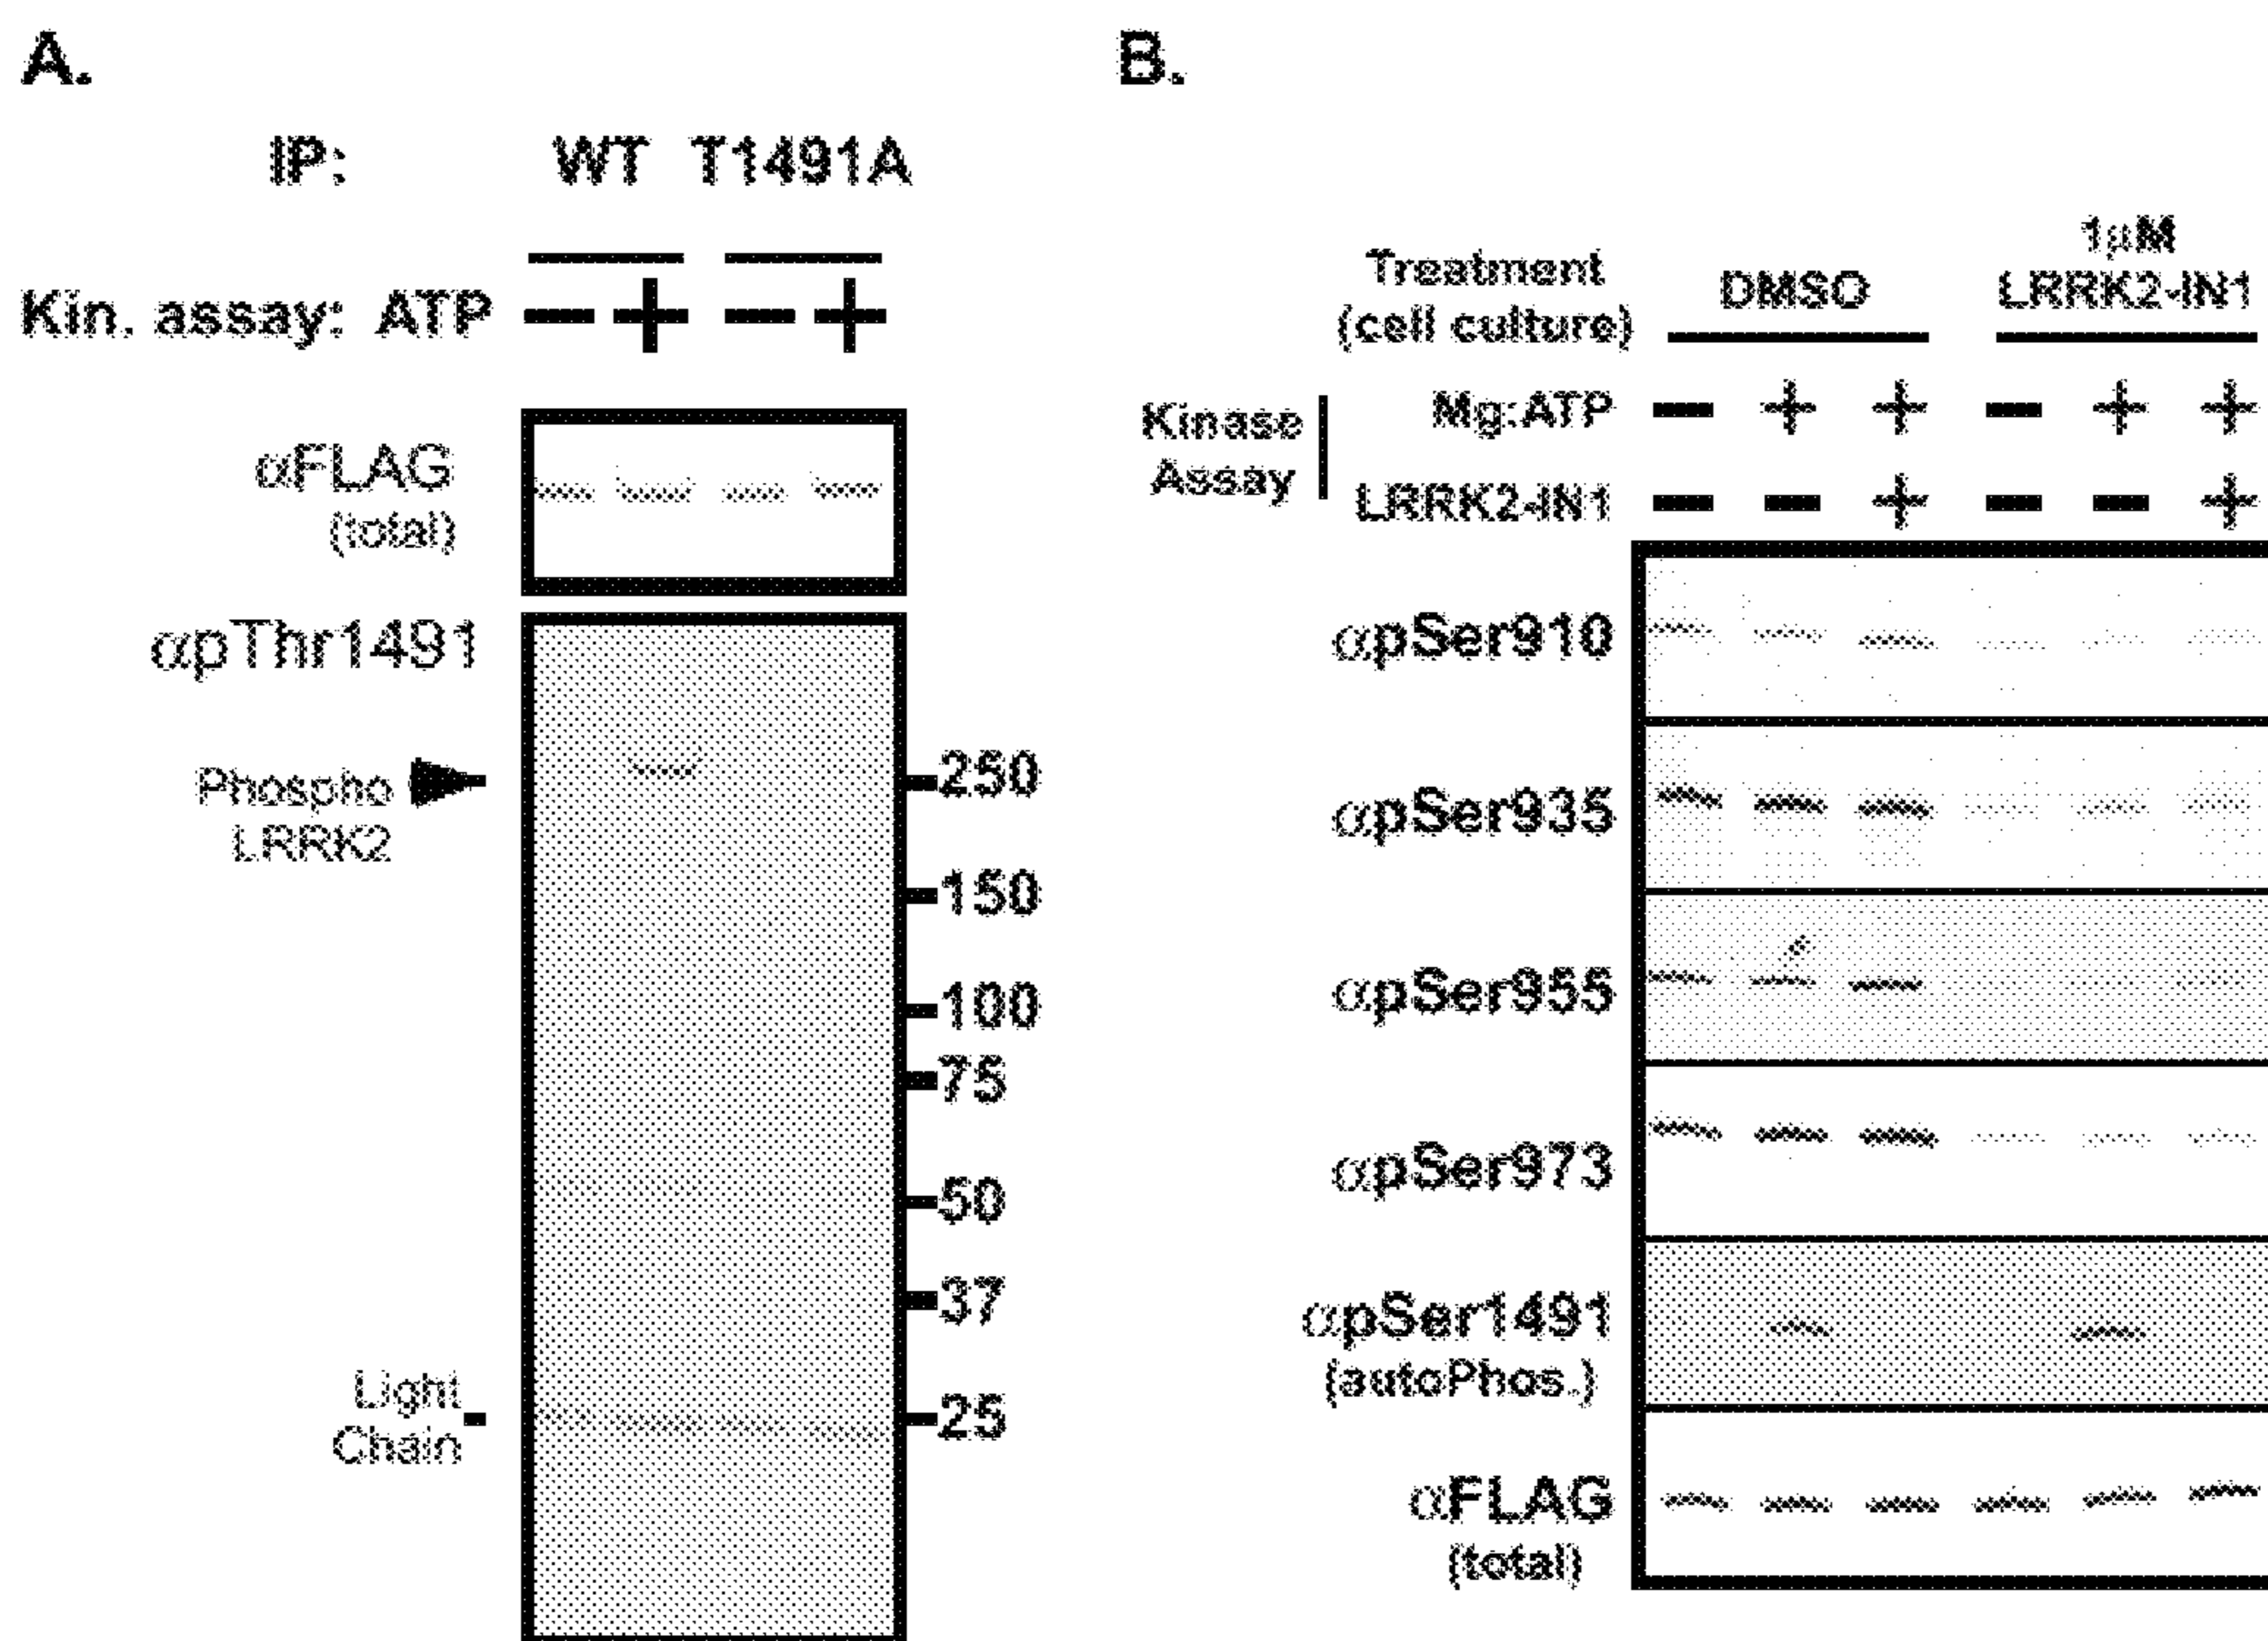 A.
IP: WT T1491A
Kin. assay: ATP − + − +
αFLAG
(total)
αpThr1491
Phospho
LRRK2
250
150
100
75
50
37
25
Light
Chain
B.
Treatment
(cell culture)
DMSO
1μM
LRRK2-IN1
Kinase
Assay
Mg:ATP − + + − + +
LRRK2-IN1 − − + − − +
αpSer910
αpSer935
αpSer955
αpSer973
αpSer1491
(autoPhos.)
αFLAG
(total)